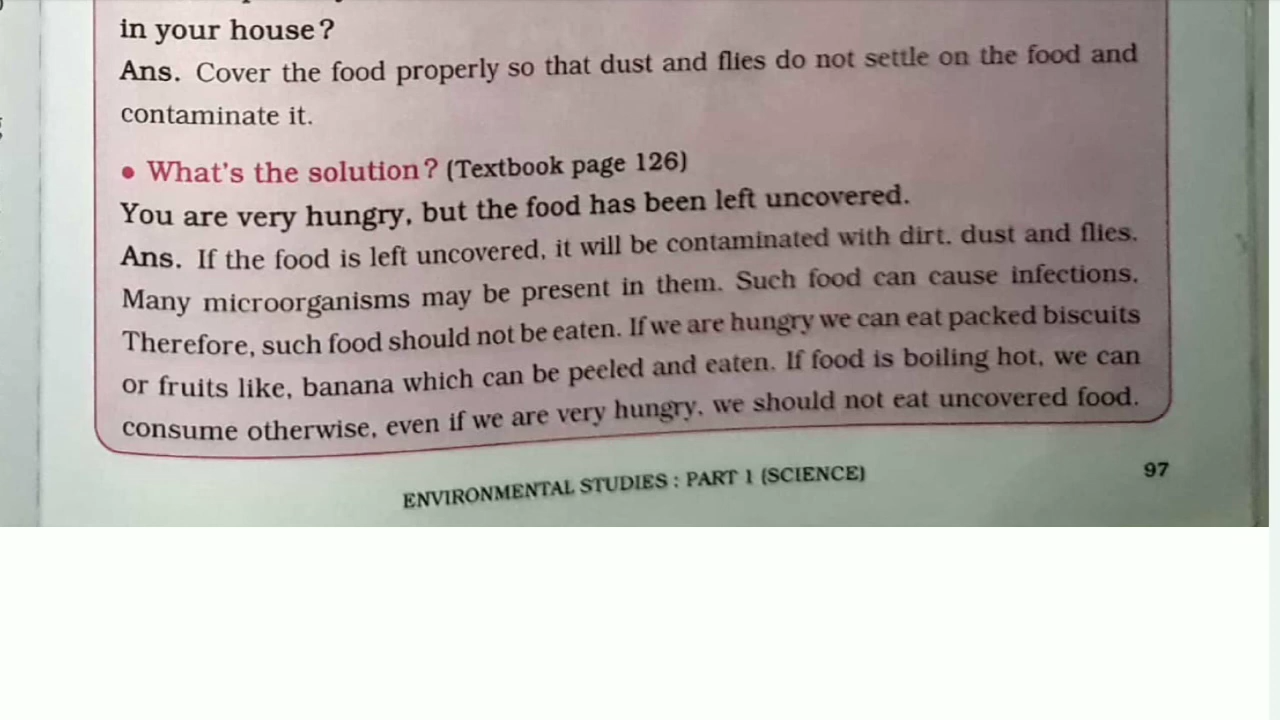 in your house?
Ans. Cover the food properly so that dust and flies do not settle on the food and
contaminate it.
• What's the solution? (Textbook page 126)
You are very hungry, but the food has been left uncovered.
Ans. If the food is left uncovered, it will be contaminated with dirt, dust and flies.
Many microorganisms may be present in them. Such food can cause infections.
Therefore, such food should not be eaten. If we are hungry we can eat packed biscuits
or fruits like, banana which can be peeled and eaten. If food is boiling hot, we can
consume otherwise, even if we are very hungry, we should not eat uncovered food.
ENVIRONMENTAL STUDIES : PART 1 (SCIENCE)
97